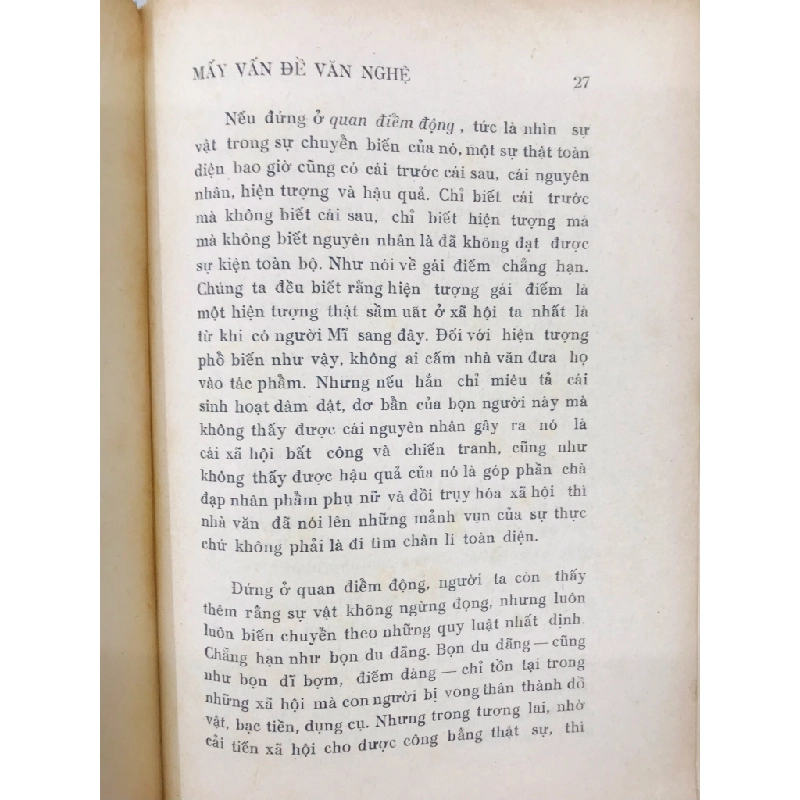 MẤY VẤN ĐỀ VĂN NGHỆ
27
Nếu đứng ở quan điểm động, tức là nhìn sự
vật trong sự chuyển biến của nó, một sự thật toàn
diện bao giờ cũng có cái trước cái sau, cái nguyên
nhân, hiện tượng và hậu quả. Chỉ biết cái trước
mà không biết cái sau, chỉ biết hiện tượng mà
mà không biết nguyên nhân là đã không đạt được
sự kiện toàn bộ. Như nói về gái điếm chẳng hạn.
Chúng ta đều biết rằng hiện tượng gái điếm là
một hiện tượng thật sầm uất ở xã hội ta nhất là
từ khi có người Mĩ sang đây. Đối với hiện tượng
phổ biến như vậy, không ai cấm nhà văn đưa họ
vào tác phẩm. Nhưng nếu hắn chỉ miêu tả cái
sinh hoạt dâm dật, dơ bẩn của bọn người này mà
không thấy được cái nguyên nhân gây ra nó là
cái xã hội bất công và chiến tranh, cũng như
không thấy được hậu quả của nó là góp phần chà
đạp nhân phẩm phụ nữ và đồi trụy hóa xã hội thì
nhà văn đã nói lên những mảnh vụn của sự thực
chứ không phải là đi tìm chân lí toàn diện.
Đứng ở quan điểm động, người ta còn thấy
thêm rằng sự vật không ngừng đọng, nhưng luôn
luôn biến chuyển theo những quy luật nhất định.
Chẳng hạn như bọn du đãng. Bọn du đãng — cũng
như bọn đĩ bợm, điếm đàng — chỉ tồn tại trong
những xã hội mà con người bị vong thân thành đồ
vật, bạc tiền, dụng cụ. Nhưng trong tương lai, nhờ
cải tiến xã hội cho được công bằng thật sự, thì